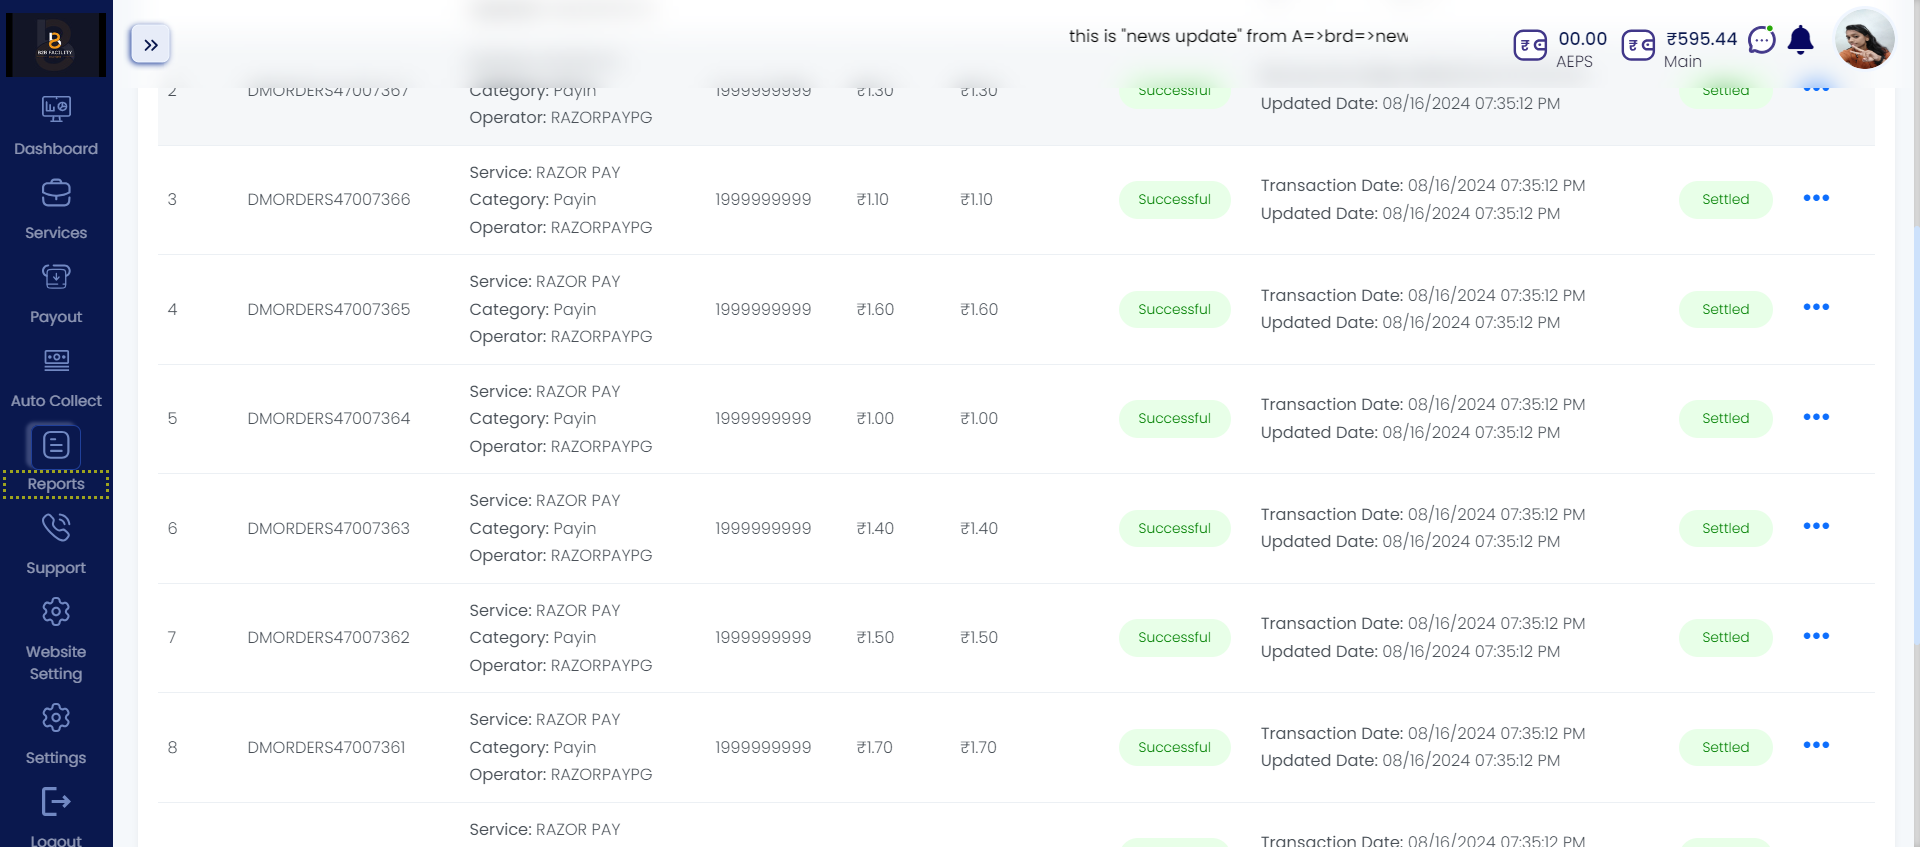 B2B FACILITY
this is "news update" from A=>brd=>new
00.00
AEPS
₹595.44
Main
Dashboard
Services
Payout
Auto Collect
Reports
Support
Website
Setting
Settings
Logout
2 DMORDERS47007367 Category: Payin 1999999999 ₹1.30 ₹1.30 Successful Settled
Updated Date: 08/16/2024 07:35:12 PM
Operator: RAZORPAYPG
Service: RAZOR PAY
Transaction Date: 08/16/2024 07:35:12 PM
3 DMORDERS47007366 Category: Payin 1999999999 ₹1.10 ₹1.10 Successful Settled
Updated Date: 08/16/2024 07:35:12 PM
Operator: RAZORPAYPG
Service: RAZOR PAY
Transaction Date: 08/16/2024 07:35:12 PM
4 DMORDERS47007365 Category: Payin 1999999999 ₹1.60 ₹1.60 Successful Settled
Updated Date: 08/16/2024 07:35:12 PM
Operator: RAZORPAYPG
Service: RAZOR PAY
Transaction Date: 08/16/2024 07:35:12 PM
5 DMORDERS47007364 Category: Payin 1999999999 ₹1.00 ₹1.00 Successful Settled
Updated Date: 08/16/2024 07:35:12 PM
Operator: RAZORPAYPG
Service: RAZOR PAY
Transaction Date: 08/16/2024 07:35:12 PM
6 DMORDERS47007363 Category: Payin 1999999999 ₹1.40 ₹1.40 Successful Settled
Updated Date: 08/16/2024 07:35:12 PM
Operator: RAZORPAYPG
Service: RAZOR PAY
Transaction Date: 08/16/2024 07:35:12 PM
7 DMORDERS47007362 Category: Payin 1999999999 ₹1.50 ₹1.50 Successful Settled
Updated Date: 08/16/2024 07:35:12 PM
Operator: RAZORPAYPG
Service: RAZOR PAY
Transaction Date: 08/16/2024 07:35:12 PM
8 DMORDERS47007361 Category: Payin 1999999999 ₹1.70 ₹1.70 Successful Settled
Updated Date: 08/16/2024 07:35:12 PM
Operator: RAZORPAYPG
Service: RAZOR PAY
Transaction Date: 08/16/2024 07:35:12 PM